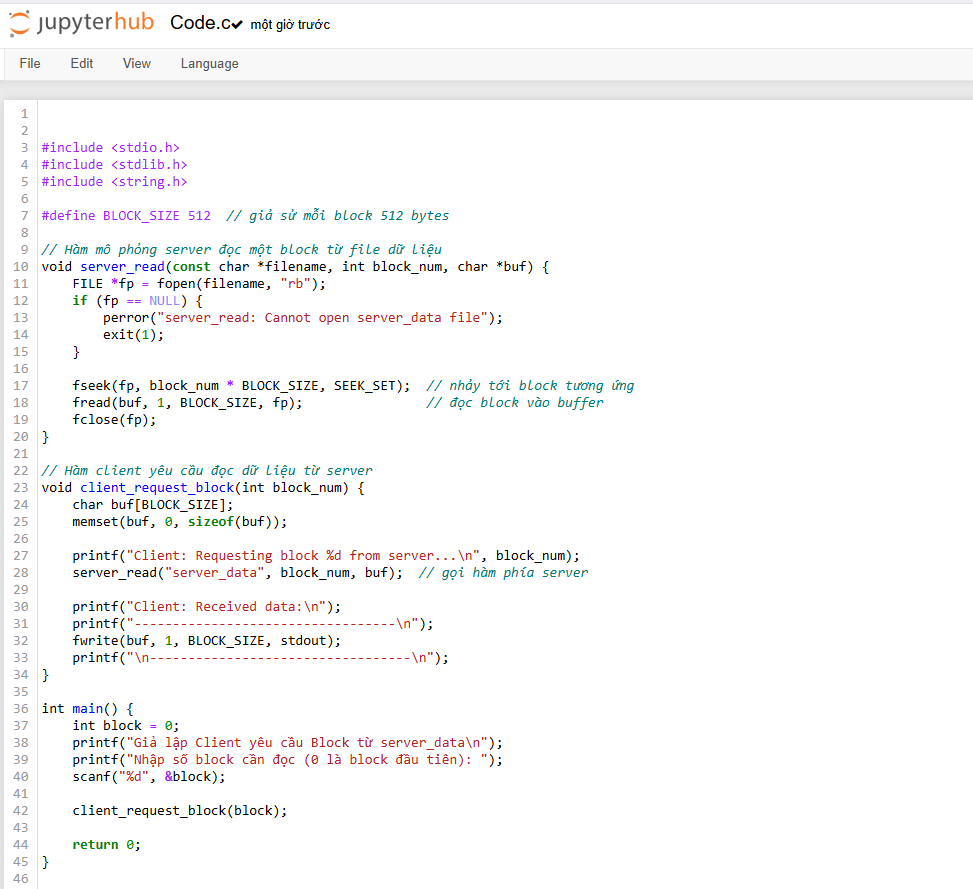 jupyterhub Code.c✔ một giờ trước
File Edit View Language
1
2
3 #include <stdio.h>
4 #include <stdlib.h>
5 #include <string.h>
6
7 #define BLOCK_SIZE 512  // giả sử mỗi block 512 bytes
8
9 // Hàm mô phỏng server đọc một block từ file dữ liệu
10 void server_read(const char *filename, int block_num, char *buf) {
11     FILE *fp = fopen(filename, "rb");
12     if (fp == NULL) {
13         perror("server_read: Cannot open server_data file");
14         exit(1);
15     }
16
17     fseek(fp, block_num * BLOCK_SIZE, SEEK_SET);  // nhảy tới block tương ứng
18     fread(buf, 1, BLOCK_SIZE, fp);                // đọc block vào buffer
19     fclose(fp);
20 }
21
22 // Hàm client yêu cầu đọc dữ liệu từ server
23 void client_request_block(int block_num) {
24     char buf[BLOCK_SIZE];
25     memset(buf, 0, sizeof(buf));
26
27     printf("Client: Requesting block %d from server...\n", block_num);
28     server_read("server_data", block_num, buf);  // gọi hàm phía server
29
30     printf("Client: Received data:\n");
31     printf("----------------------------------\n");
32     fwrite(buf, 1, BLOCK_SIZE, stdout);
33     printf("\n----------------------------------\n");
34 }
35
36 int main() {
37     int block = 0;
38     printf("Giả lập Client yêu cầu Block từ server_data\n");
39     printf("Nhập số block cần đọc (0 là block đầu tiên): ");
40     scanf("%d", &block);
41
42     client_request_block(block);
43
44     return 0;
45 }
46